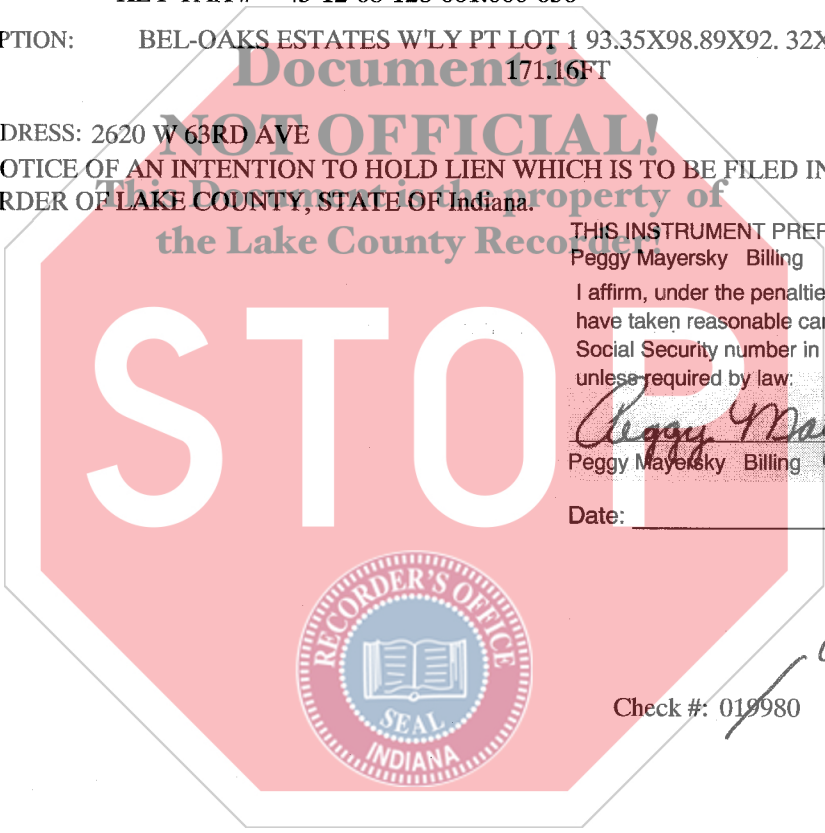 PTION: BEL-OAKS ESTATES W'LY PT LOT 1 93.35X98.89X92. 32X
171.16FT
Document is
DRESS: 2620 W 63RD AVE
NOT OFFICIAL!
OTICE OF AN INTENTION TO HOLD LIEN WHICH IS TO BE FILED IN
RDER OF LAKE COUNTY, STATE OF Indiana.
This Document is the property of
the Lake County Recorder!
THIS INSTRUMENT PREP
Peggy Mayersky Billing
I affirm, under the penaltie
have taken reasonable car
Social Security number in
unless required by law:
Peggy Ma
Peggy Mayersky Billing
Date:
STOP
RECORDER'S OFFICE
SEAL
INDIANA
Check #: 019980